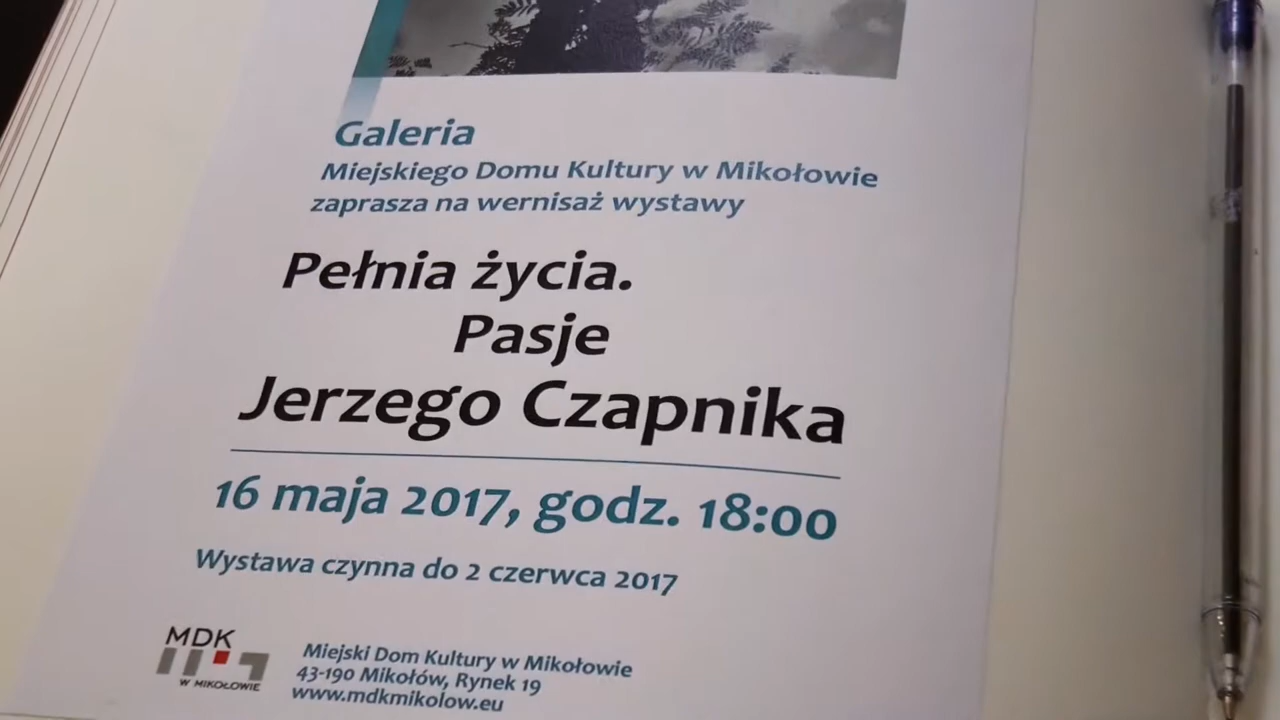 Galeria
Miejskiego Domu Kultury w Mikołowie
zaprasza na wernisaż wystawy
Pełnia życia.
Pasje
Jerzego Czapnika
16 maja 2017, godz. 18:00
Wystawa czynna do 2 czerwca 2017
MDK
W MIKOŁOWIE
Miejski Dom Kultury w Mikołowie
43-190 Mikołów, Rynek 19
www.mdkmikolow.eu